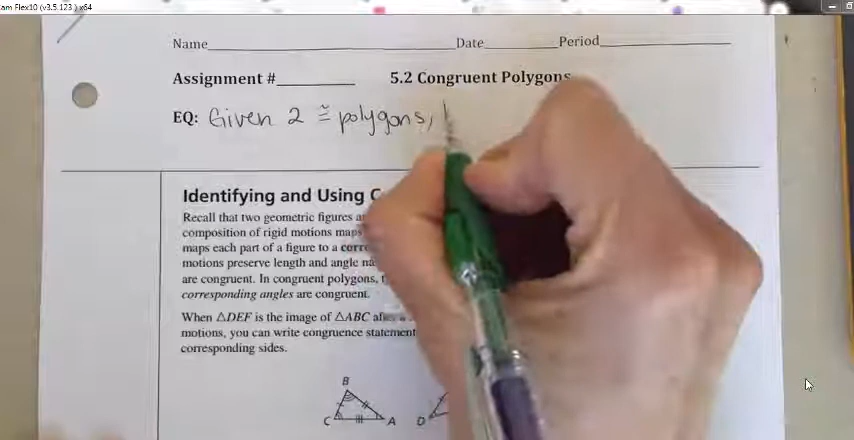 am Flex10 (v3.5.123 ) x64
Name Date Period
Assignment # 5.2 Congruent Polygons
EQ: Given 2 ≅ polygons,
Identifying and Using
Recall that two geometric figures
composition of rigid motions maps
maps each part of a figure to a
motions preserve length and angle
are congruent. In congruent polygons,
corresponding angles are congruent.
When △DEF is the image of △ABC
motions, you can write congruence statement
corresponding sides.
B
C A D